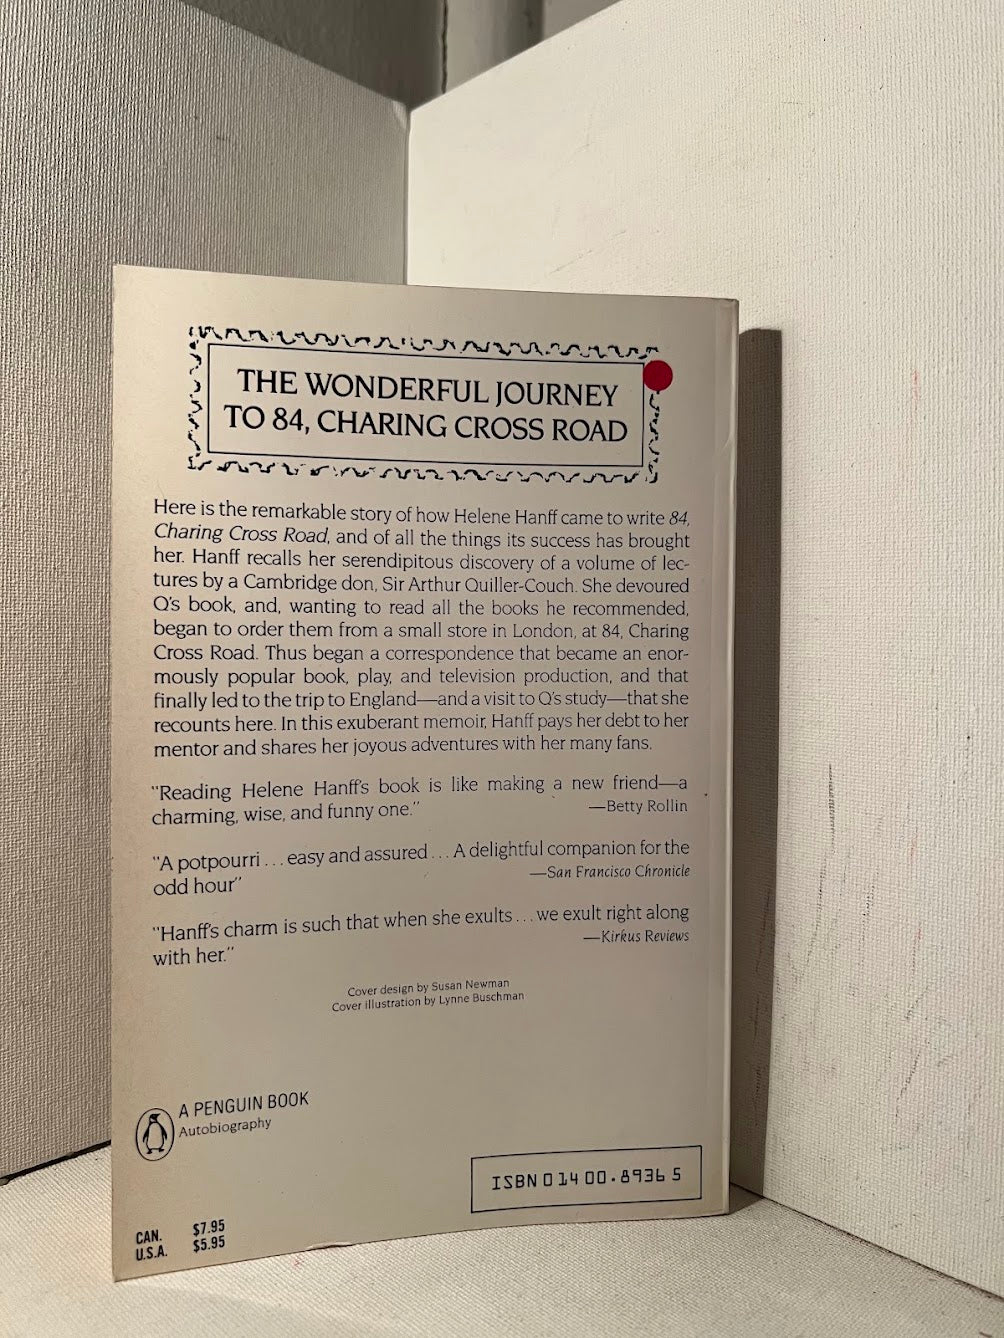 THE WONDERFUL JOURNEY
TO 84, CHARING CROSS ROAD
Here is the remarkable story of how Helene Hanff came to write 84,
Charing Cross Road, and of all the things its success has brought
her. Hanff recalls her serendipitous discovery of a volume of lec-
tures by a Cambridge don, Sir Arthur Quiller-Couch. She devoured
Q's book, and, wanting to read all the books he recommended,
began to order them from a small store in London, at 84, Charing
Cross Road. Thus began a correspondence that became an enor-
mously popular book, play, and television production, and that
finally led to the trip to England—and a visit to Q's study—that she
recounts here. In this exuberant memoir, Hanff pays her debt to her
mentor and shares her joyous adventures with her many fans.
"Reading Helene Hanff's book is like making a new friend—a
charming, wise, and funny one."
—Betty Rollin
"A potpourri...easy and assured...A delightful companion for the
odd hour"
—San Francisco Chronicle
"Hanff's charm is such that when she exults...we exult right along
with her."
—Kirkus Reviews
Cover design by Susan Newman
Cover illustration by Lynne Buschman
A PENGUIN BOOK
Autobiography
ISBN 0 14 00.8936 5
CAN. $7.95
U.S.A. $5.95